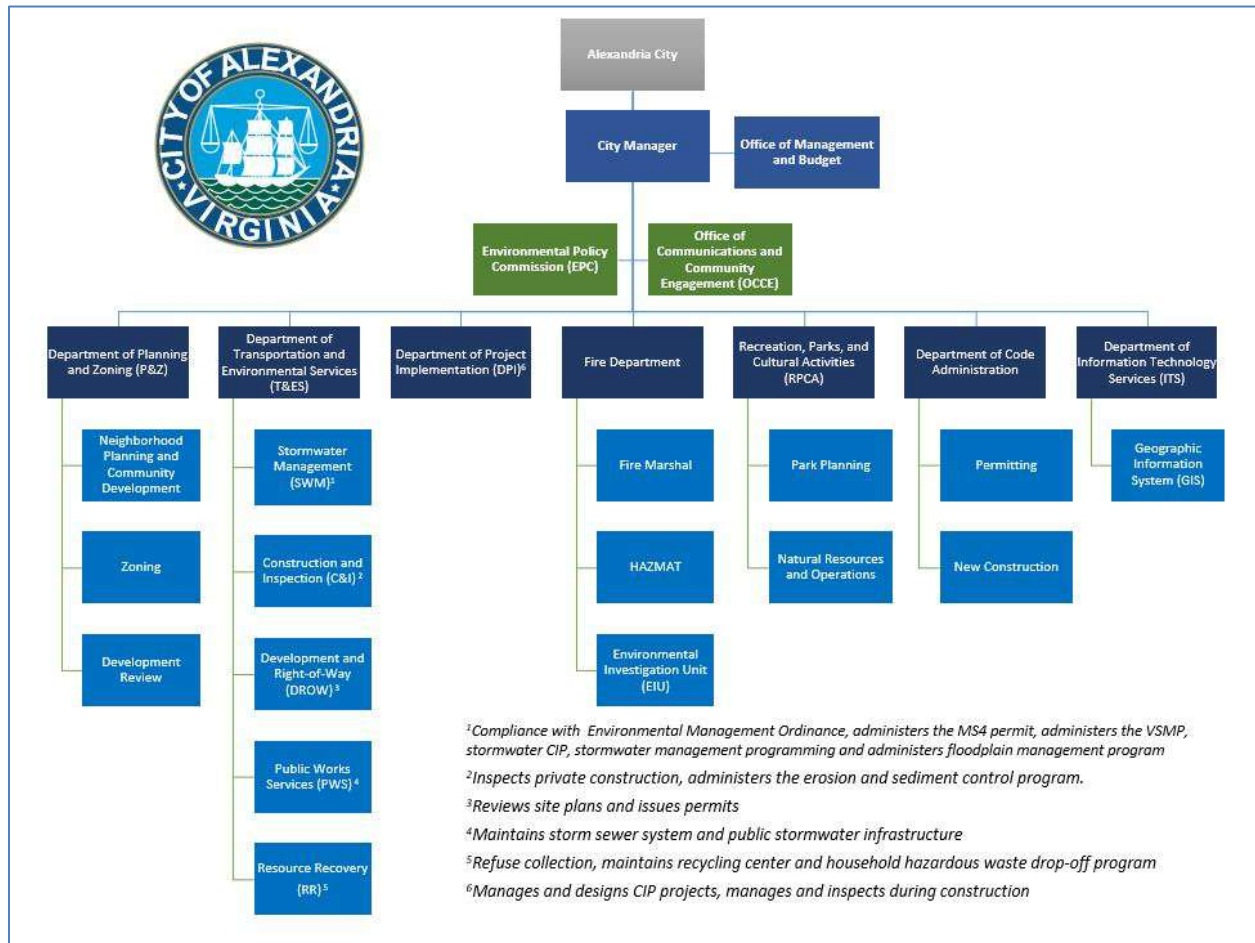 CITY OF ALEXANDRIA
VIRGINIA
Alexandria City
City Manager
Office of Management
and Budget
Environmental Policy
Commission (EPC)
Office of
Communications and
Community
Engagement (OCCE)
Department of Planning
and Zoning (P&Z)
Department of
Transportation and
Environmental Services
(T&ES)
Department of Project
Implementation (DPI)⁶
Fire Department
Recreation, Parks, and
Cultural Activities
(RPCA)
Department of Code
Administration
Department of
Information Technology
Services (ITS)
Neighborhood
Planning and
Community
Development
Zoning
Development
Review
Stormwater
Management
(SWM)¹
Construction and
Inspection (C&I) ²
Development and
Right-of-Way
(DROW) ³
Public Works
Services (PWS) ⁴
Resource Recovery
(RR) ⁵
Fire Marshal
HAZMAT
Environmental
Investigation Unit
(EIU)
Park Planning
Natural Resources
and Operations
Permitting
New Construction
Geographic
Information
System (GIS)
¹Compliance with Environmental Management Ordinance, administers the MS4 permit, administers the VSMP,
stormwater CIP, stormwater management programming and administers floodplain management program
²Inspects private construction, administers the erosion and sediment control program.
³Reviews site plans and issues permits
⁴Maintains storm sewer system and public stormwater infrastructure
⁵Refuse collection, maintains recycling center and household hazardous waste drop-off program
⁶Manages and designs CIP projects, manages and inspects during construction